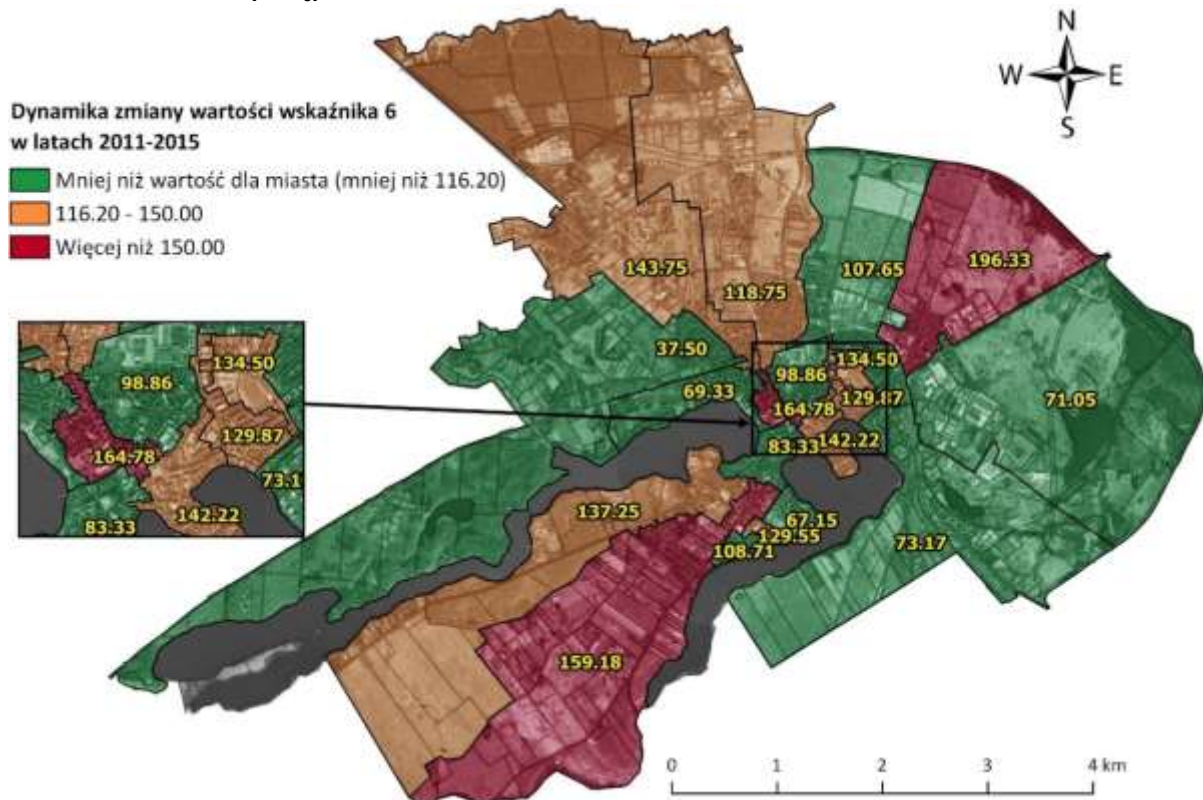 N
W E
S
Dynamika zmiany wartości wskaźnika 6
w latach 2011-2015
Mniej niż wartość dla miasta (mniej niż 116.20)
116.20 - 150.00
Więcej niż 150.00
143.75
118.75
107.65
196.33
37.50
69.33
98.86
134.50
129.87
164.78
83.33
142.22
71.05
134.50
98.86
129.87
164.78
73.1
83.33
142.22
137.25
67.15
129.55
108.71
73.17
159.18
0 1 2 3 4 km